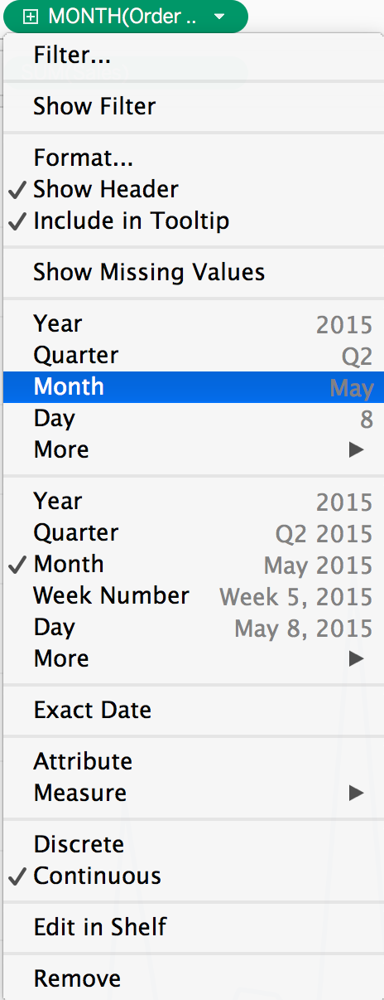 MONTH(Order ..
Filter...
Show Filter
Format...
Show Header
Include in Tooltip
Show Missing Values
Year 2015
Quarter Q2
Month May
Day 8
More
Year 2015
Quarter Q2 2015
Month May 2015
Week Number Week 5, 2015
Day May 8, 2015
More
Exact Date
Attribute
Measure
Discrete
Continuous
Edit in Shelf
Remove